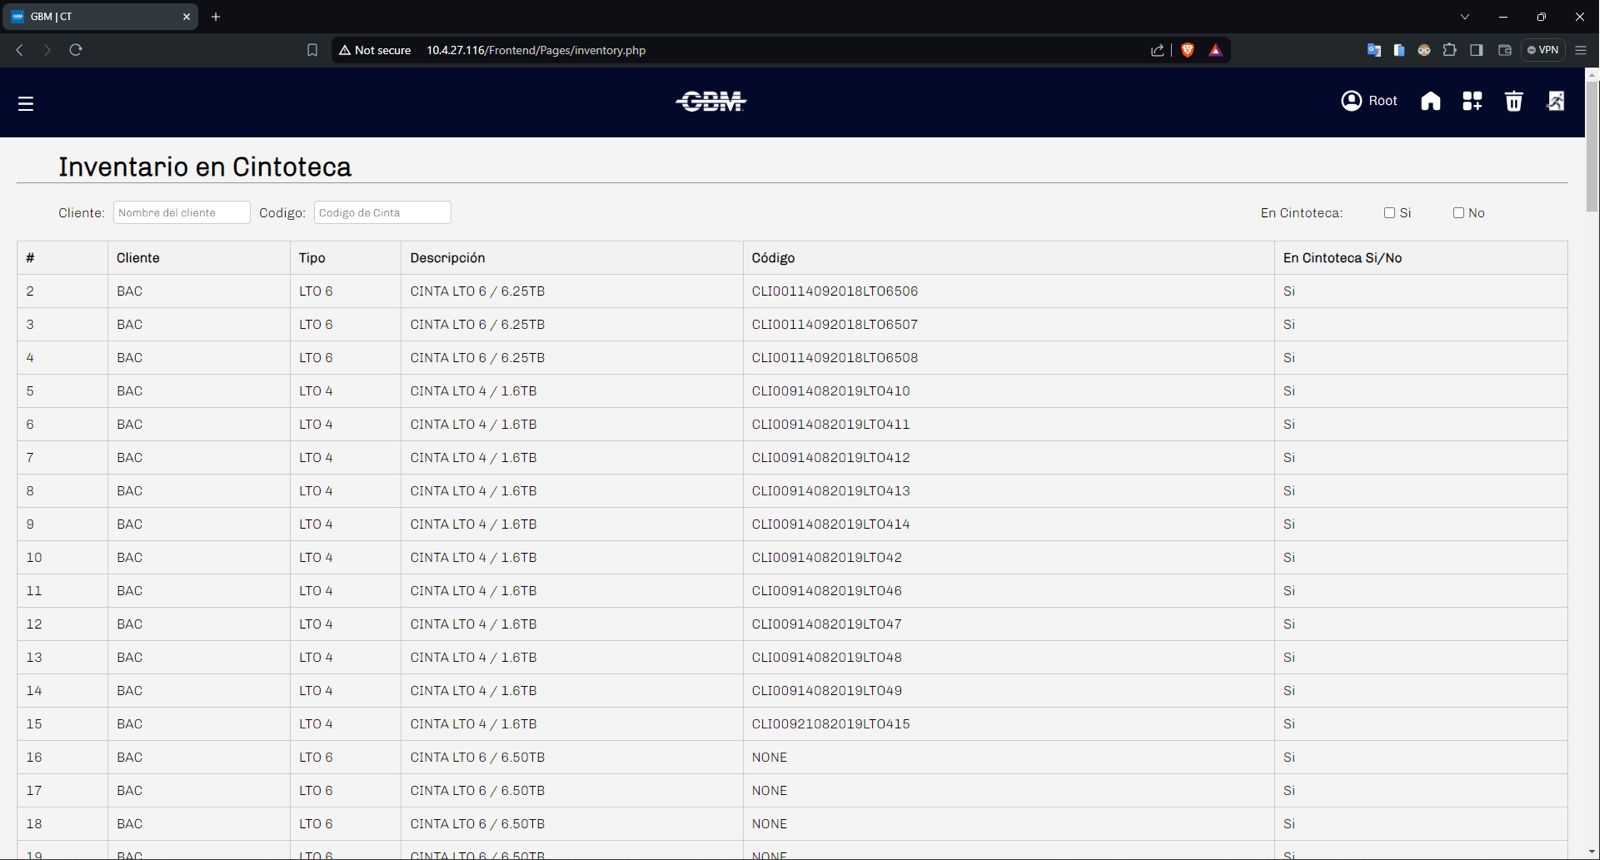 GBM | CT
Not secure 10.4.27.116/Frontend/Pages/inventory.php VPN
GBM Root
Inventario en Cintoteca
Cliente: Nombre del cliente Codigo: Codigo de Cinta En Cintoteca: Si No
# Cliente Tipo Descripción Código En Cintoteca Si/No
2 BAC LTO 6 CINTA LTO 6 / 6.25TB CLI00114092018LTO6506 Si
3 BAC LTO 6 CINTA LTO 6 / 6.25TB CLI00114092018LTO6507 Si
4 BAC LTO 6 CINTA LTO 6 / 6.25TB CLI00114092018LTO6508 Si
5 BAC LTO 4 CINTA LTO 4 / 1.6TB CLI00914082019LTO410 Si
6 BAC LTO 4 CINTA LTO 4 / 1.6TB CLI00914082019LTO411 Si
7 BAC LTO 4 CINTA LTO 4 / 1.6TB CLI00914082019LTO412 Si
8 BAC LTO 4 CINTA LTO 4 / 1.6TB CLI00914082019LTO413 Si
9 BAC LTO 4 CINTA LTO 4 / 1.6TB CLI00914082019LTO414 Si
10 BAC LTO 4 CINTA LTO 4 / 1.6TB CLI00914082019LTO42 Si
11 BAC LTO 4 CINTA LTO 4 / 1.6TB CLI00914082019LTO46 Si
12 BAC LTO 4 CINTA LTO 4 / 1.6TB CLI00914082019LTO47 Si
13 BAC LTO 4 CINTA LTO 4 / 1.6TB CLI00914082019LTO48 Si
14 BAC LTO 4 CINTA LTO 4 / 1.6TB CLI00914082019LTO49 Si
15 BAC LTO 4 CINTA LTO 4 / 1.6TB CLI00921082019LTO415 Si
16 BAC LTO 6 CINTA LTO 6 / 6.50TB NONE Si
17 BAC LTO 6 CINTA LTO 6 / 6.50TB NONE Si
18 BAC LTO 6 CINTA LTO 6 / 6.50TB NONE Si
19 BAC LTO 6 CINTA LTO 6 / 6.50TB NONE Si